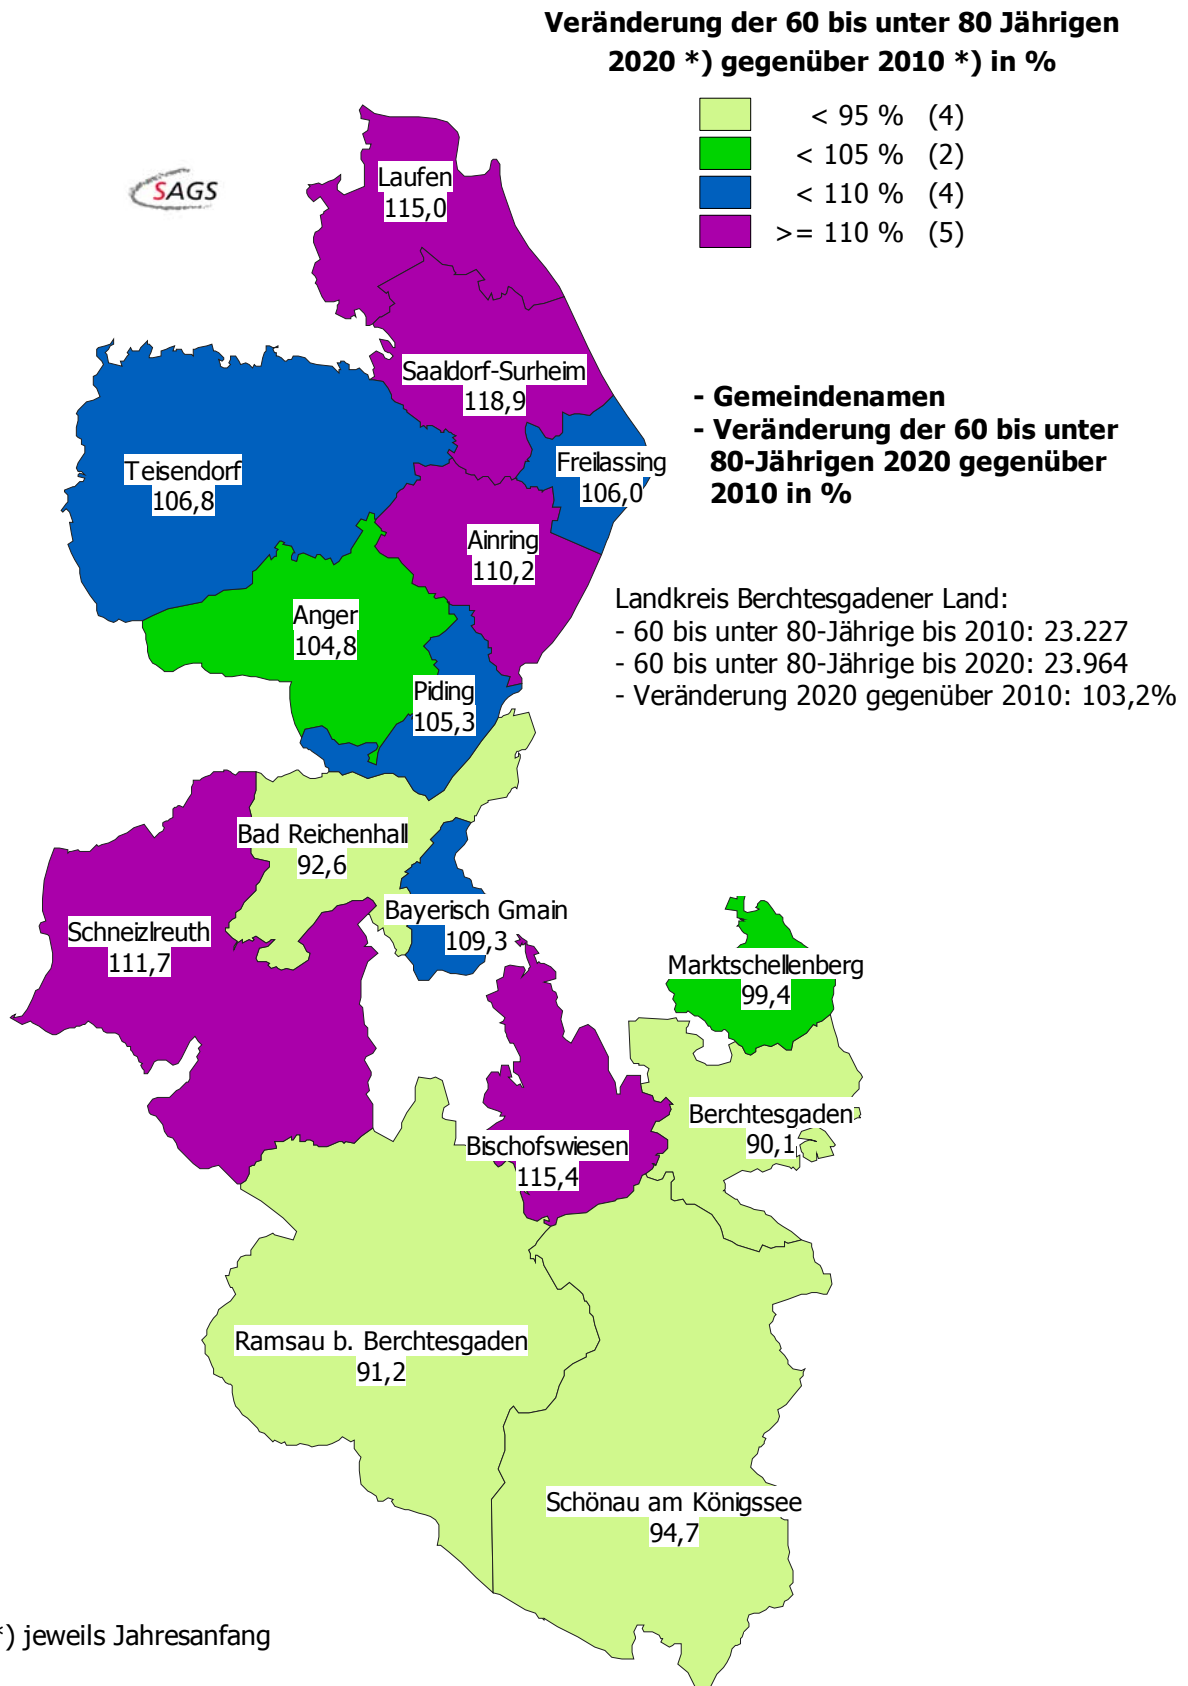 Veränderung der 60 bis unter 80 Jährigen
2020 *) gegenüber 2010 *) in %
< 95 % (4)
< 105 % (2)
< 110 % (4)
>= 110 % (5)
SAGS
Laufen
115,0
Saaldorf-Surheim
118,9
- Gemeindenamen
- Veränderung der 60 bis unter
80-Jährigen 2020 gegenüber
2010 in %
Teisendorf
106,8
Freilassing
106,0
Ainring
110,2
Anger
104,8
Landkreis Berchtesgadener Land:
- 60 bis unter 80-Jährige bis 2010: 23.227
- 60 bis unter 80-Jährige bis 2020: 23.964
- Veränderung 2020 gegenüber 2010: 103,2%
Piding
105,3
Bad Reichenhall
92,6
Bayerisch Gmain
109,3
Schneizlreuth
111,7
Marktschellenberg
99,4
Berchtesgaden
90,1
Bischofswiesen
115,4
Ramsau b. Berchtesgaden
91,2
Schönau am Königssee
94,7
*) jeweils Jahresanfang